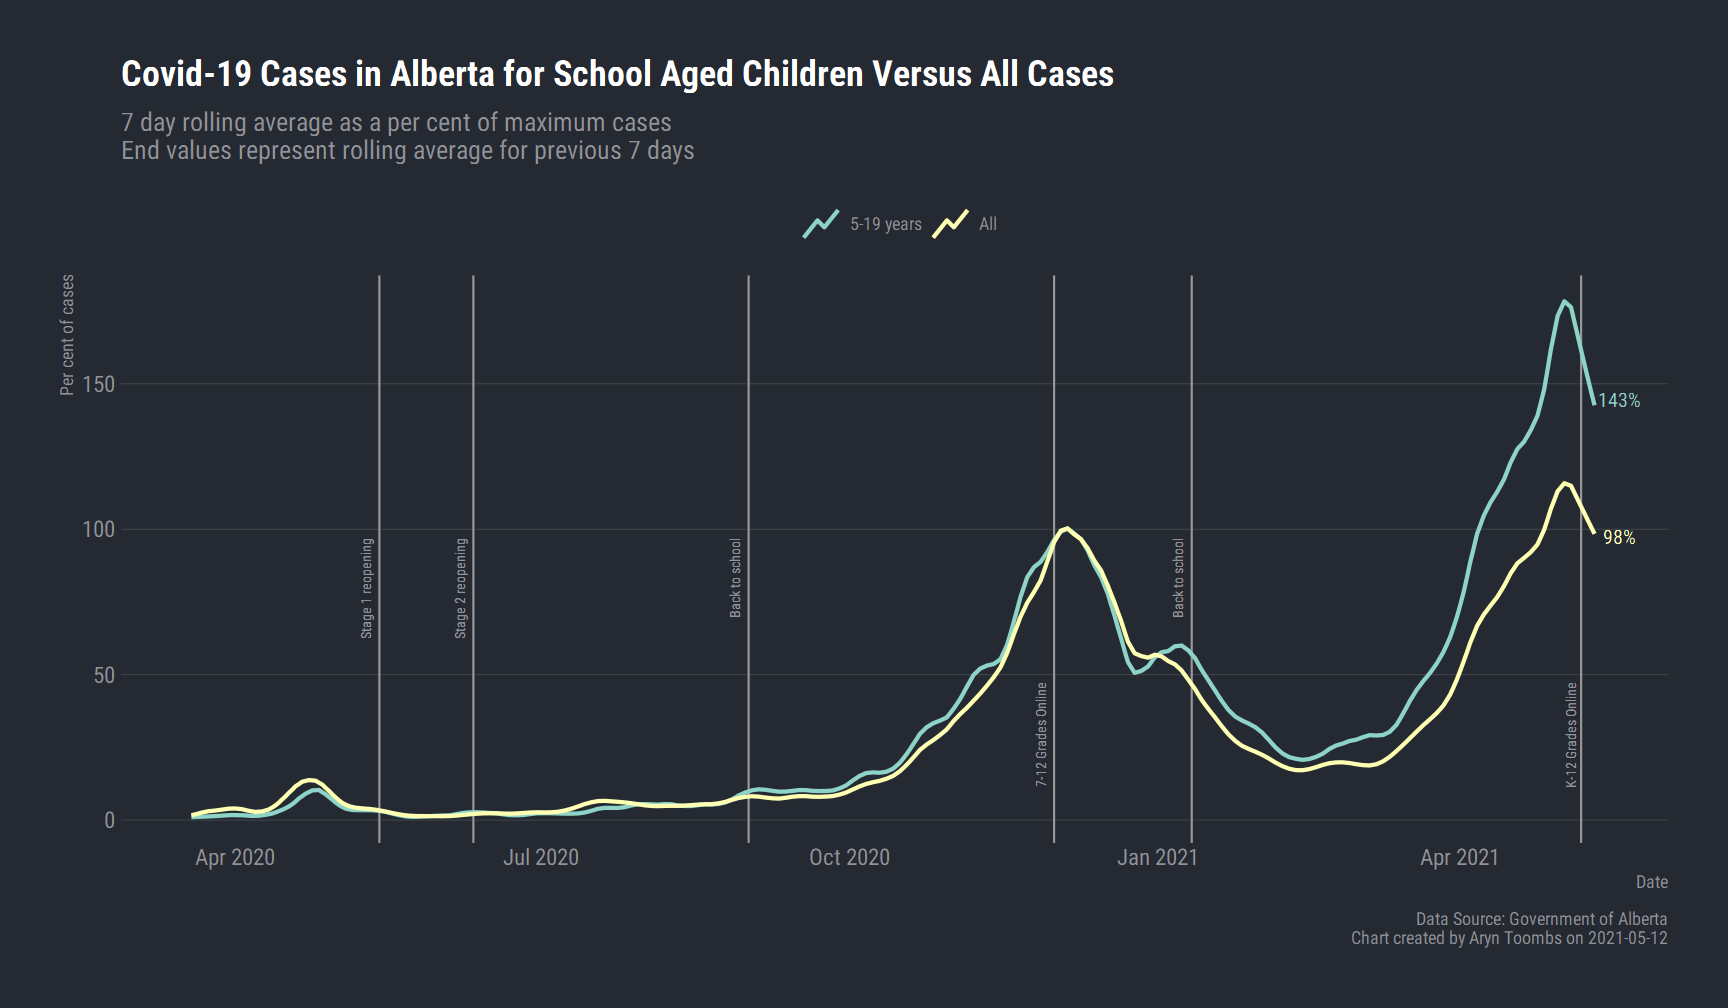 Covid-19 Cases in Alberta for School Aged Children Versus All Cases
7 day rolling average as a per cent of maximum cases
End values represent rolling average for previous 7 days
5-19 years
All
Per cent of cases
150
100
50
0
Stage 1 reopening
Stage 2 reopening
Back to school
7-12 Grades Online
Back to school
K-12 Grades Online
143%
98%
Apr 2020
Jul 2020
Oct 2020
Jan 2021
Apr 2021
Date
Data Source: Government of Alberta
Chart created by Aryn Toombs on 2021-05-12